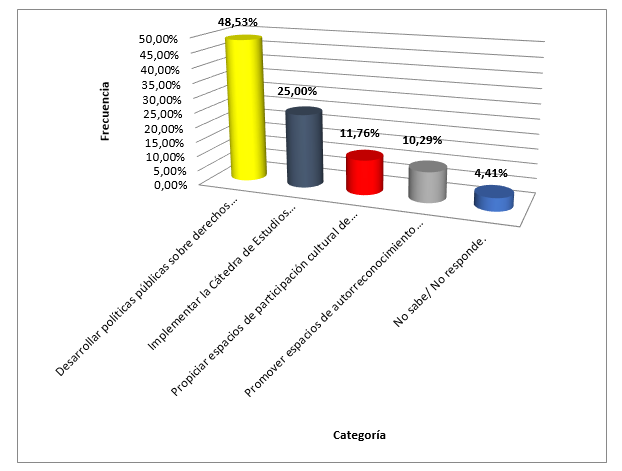 48,53%
50,00%
45,00%
40,00%
35,00%
30,00%
25,00%
20,00%
15,00%
10,00%
5,00%
0,00%
Frecuencia
25,00%
11,76%
10,29%
4,41%
Desarrollar políticas públicas sobre derechos...
Implementar la Cátedra de Estudios...
Propiciar espacios de participación cultural de...
Promover espacios de autorreconocimiento...
No sabe/ No responde.
Categoría